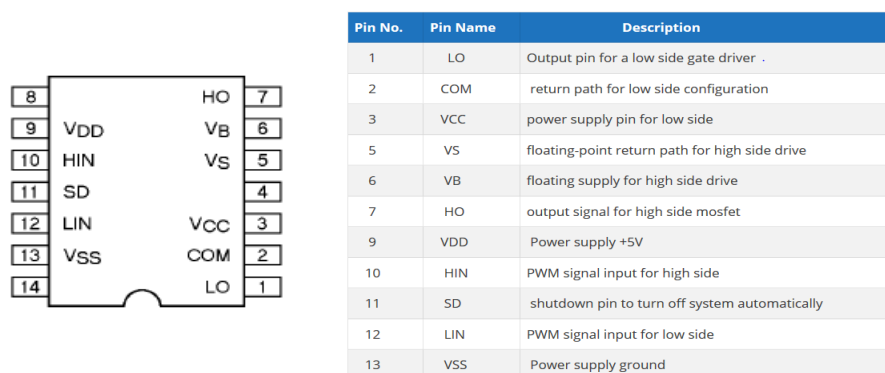 8 HO 7
9 VDD VB 6
10 HIN VS 5
11 SD 4
12 LIN VCC 3
13 VSS COM 2
14 LO 1
Pin No. Pin Name Description
1 LO Output pin for a low side gate driver .
2 COM return path for low side configuration
3 VCC power supply pin for low side
5 VS floating-point return path for high side drive
6 VB floating supply for high side drive
7 HO output signal for high side mosfet
9 VDD Power supply +5V
10 HIN PWM signal input for high side
11 SD shutdown pin to turn off system automatically
12 LIN PWM signal input for low side
13 VSS Power supply ground